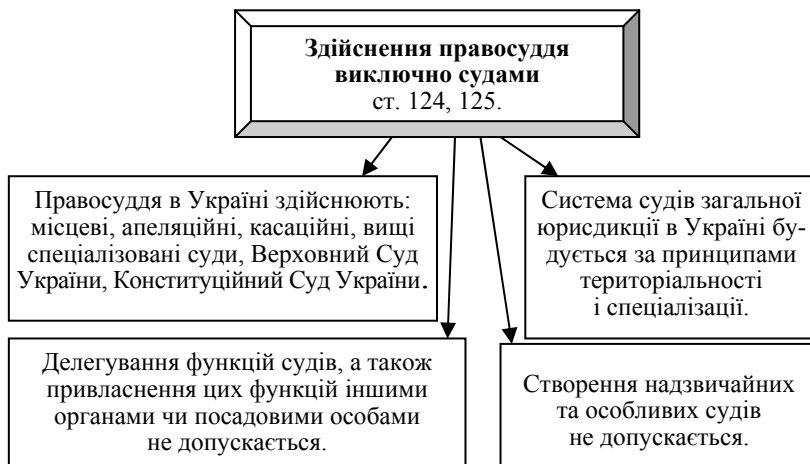 Здійснення правосуддя
виключно судами
ст. 124, 125.
Правосуддя в Україні здійснюють:
місцеві, апеляційні, касаційні, вищі
спеціалізовані суди, Верховний Суд
України, Конституційний Суд України.
Система судів загальної
юрисдикції в Україні бу-
дується за принципами
територіальності
і спеціалізації.
Делегування функцій судів, а також
привласнення цих функцій іншими
органами чи посадовими особами
не допускається.
Створення надзвичайних
та особливих судів
не допускається.